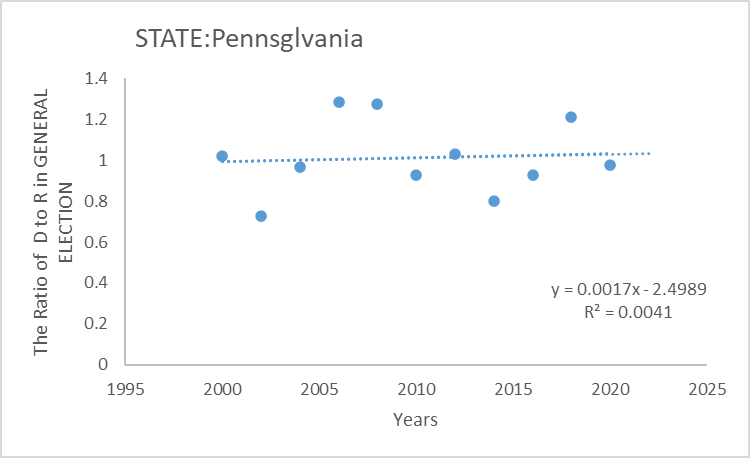 STATE:Pennsglvania
The Ratio of D to R in GENERAL
ELECTION
1.4
1.2
1
0.8
0.6
0.4
0.2
0
y = 0.0017x - 2.4989
R² = 0.0041
1995 2000 2005 2010 2015 2020 2025
Years